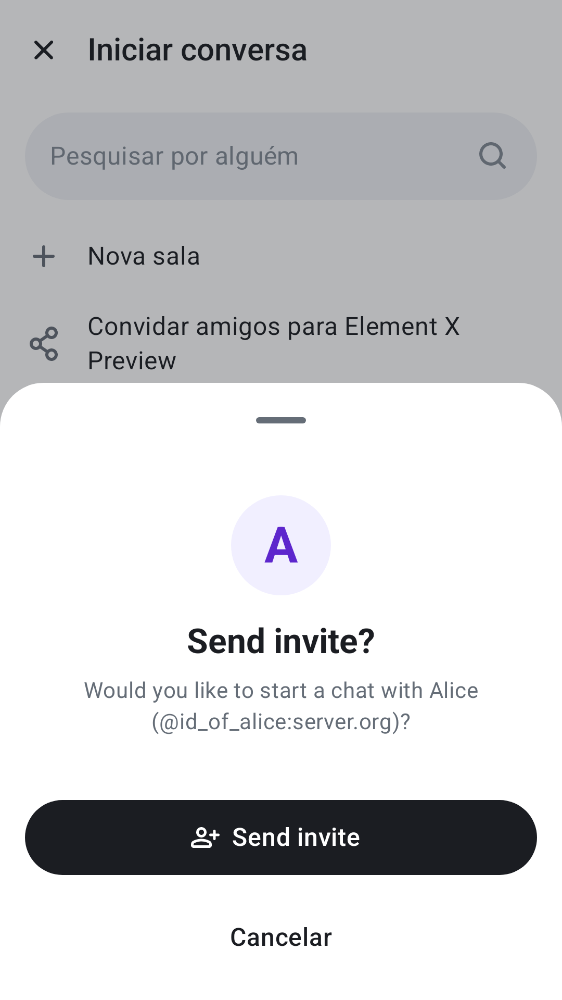 Iniciar conversa
Pesquisar por alguém
Nova sala
Convidar amigos para Element X
Preview
A
Send invite?
Would you like to start a chat with Alice
(@id_of_alice:server.org)?
Send invite
Cancelar